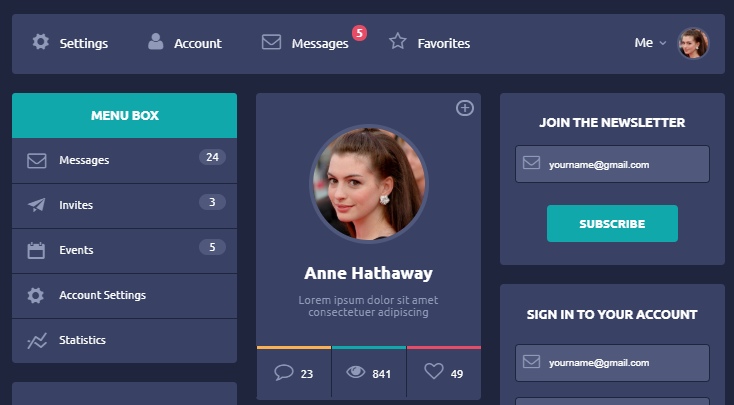 Settings
Account
Messages
5
Favorites
Me
MENU BOX
Messages
24
Invites
3
Events
5
Account Settings
Statistics
Anne Hathaway
Lorem ipsum dolor sit amet
consectetuer adipiscing
23
841
49
JOIN THE NEWSLETTER
yourname@gmail.com
SUBSCRIBE
SIGN IN TO YOUR ACCOUNT
yourname@gmail.com